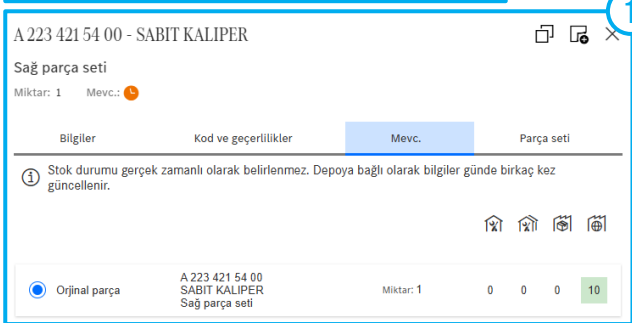 1
A 223 421 54 00 - SABIT KALIPER
Sağ parça seti
Miktar: 1 Mevc.:
Bilgiler Kod ve geçerlilikler Mevc. Parça seti
Stok durumu gerçek zamanlı olarak belirlenmez. Depoya bağlı olarak bilgiler günde birkaç kez
güncellenir.
A 223 421 54 00
Orjinal parça SABIT KALIPER Miktar: 1 0 0 0 10
Sağ parça seti